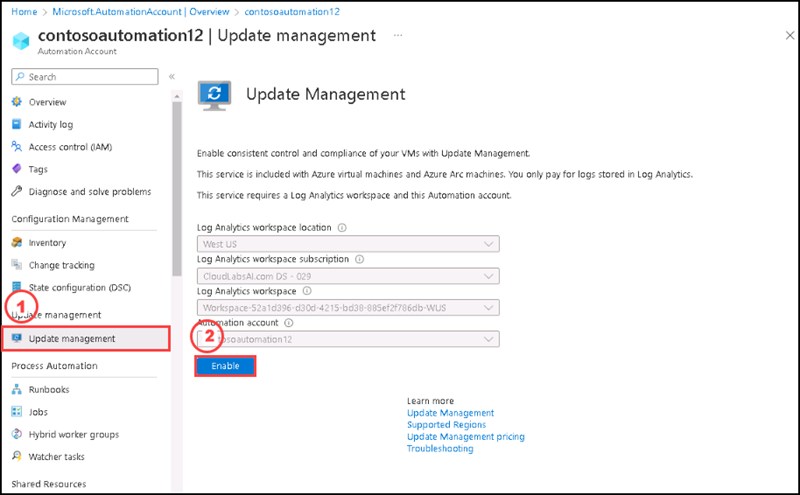 Home > Microsoft.AutomationAccount | Overview > contosoautomation12
contosoautomation12 | Update management ...
Automation Account
Search
Overview
Activity log
Access control (IAM)
Tags
Diagnose and solve problems
Configuration Management
Inventory
Change tracking
State configuration (DSC)
1
Update management
Update management
Process Automation
Runbooks
Jobs
Hybrid worker groups
Watcher tasks
Shared Resources
Update Management
Enable consistent control and compliance of your VMs with Update Management.
This service is included with Azure virtual machines and Azure Arc machines. You only pay for logs stored in Log Analytics.
This service requires a Log Analytics workspace and this Automation account.
Log Analytics workspace location
West US
Log Analytics workspace subscription
CloudLabsAI.com DS - 029
Log Analytics workspace
Workspace-52a1d396-d30d-4215-bd38-885ef2f786db-WUS
Automation account
2
tosoautomation12
Enable
Learn more
Update Management
Supported Regions
Update Management pricing
Troubleshooting